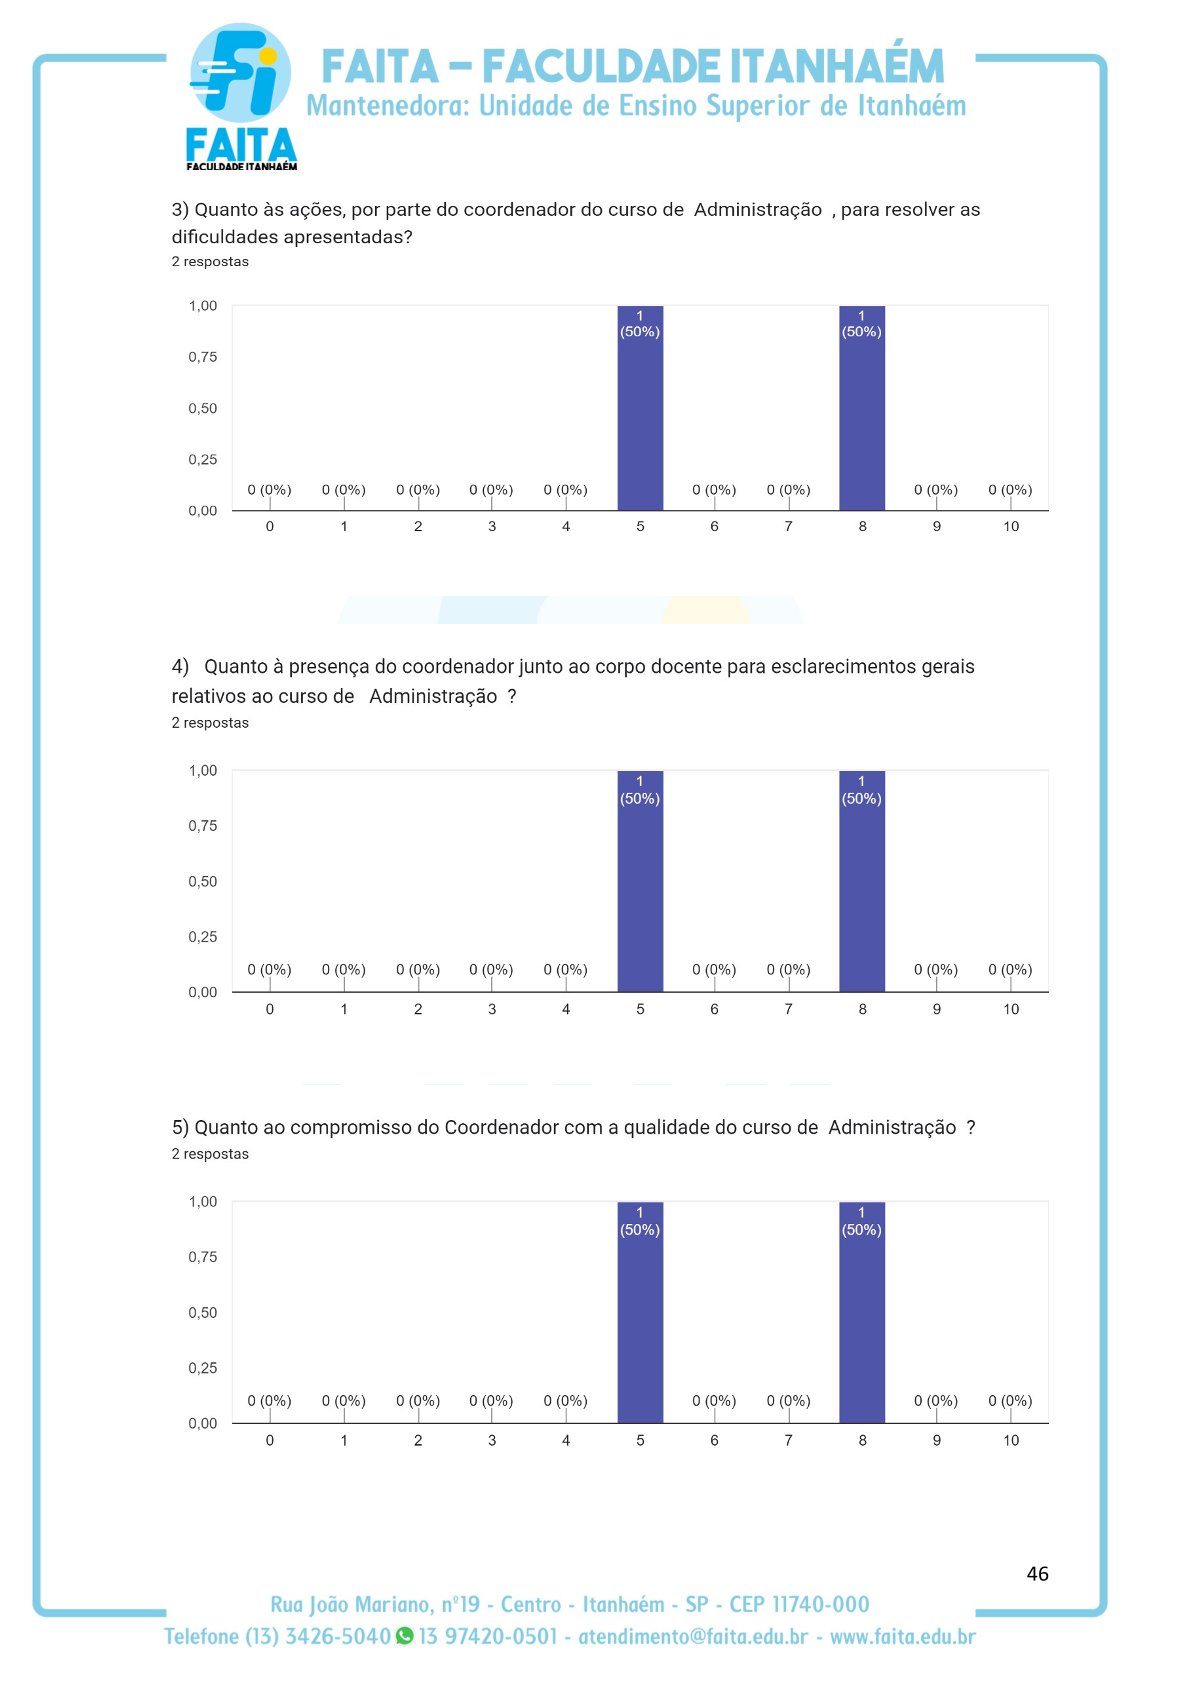 FAITA – FACULDADE ITANHAÉM
Mantenedora: Unidade de Ensino Superior de Itanhaém
FAITA
FACULDADE ITANHAÉM
3) Quanto às ações, por parte do coordenador do curso de Administração , para resolver as
dificuldades apresentadas?
2 respostas
1,00
0,75
0,50
0,25
0,00
1 1
(50%) (50%)
0 (0%) 0 (0%) 0 (0%) 0 (0%) 0 (0%) 0 (0%) 0 (0%) 0 (0%) 0 (0%)
0 1 2 3 4 5 6 7 8 9 10
4) Quanto à presença do coordenador junto ao corpo docente para esclarecimentos gerais
relativos ao curso de Administração ?
2 respostas
1,00
0,75
0,50
0,25
0,00
1 1
(50%) (50%)
0 (0%) 0 (0%) 0 (0%) 0 (0%) 0 (0%) 0 (0%) 0 (0%) 0 (0%) 0 (0%)
0 1 2 3 4 5 6 7 8 9 10
5) Quanto ao compromisso do Coordenador com a qualidade do curso de Administração ?
2 respostas
1,00
0,75
0,50
0,25
0,00
1 1
(50%) (50%)
0 (0%) 0 (0%) 0 (0%) 0 (0%) 0 (0%) 0 (0%) 0 (0%) 0 (0%) 0 (0%)
0 1 2 3 4 5 6 7 8 9 10
46
Rua João Mariano, nº19 - Centro - Itanhaém - SP - CEP 11740-000
Telefone (13) 3426-5040 13 97420-0501 - atendimento@faita.edu.br - www.faita.edu.br